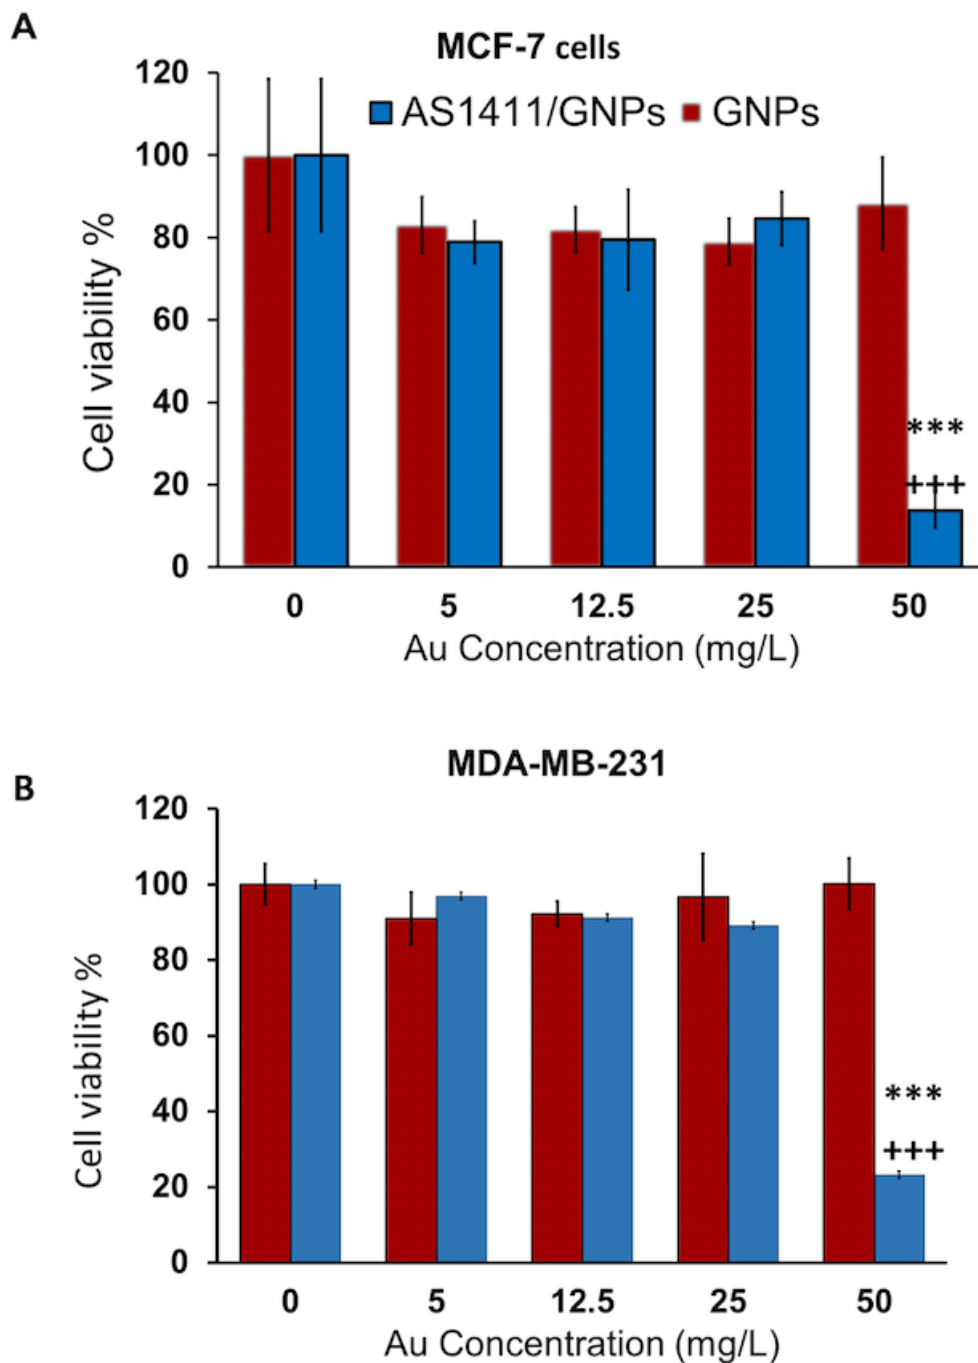 A
MCF-7 cells
AS1411/GNPs GNPs
120
100
80
60
40
20
0
Cell viability %
***
+++
0 5 12.5 25 50
Au Concentration (mg/L)
B
MDA-MB-231
120
100
80
60
40
20
0
Cell viability %
***
+++
0 5 12.5 25 50
Au Concentration (mg/L)